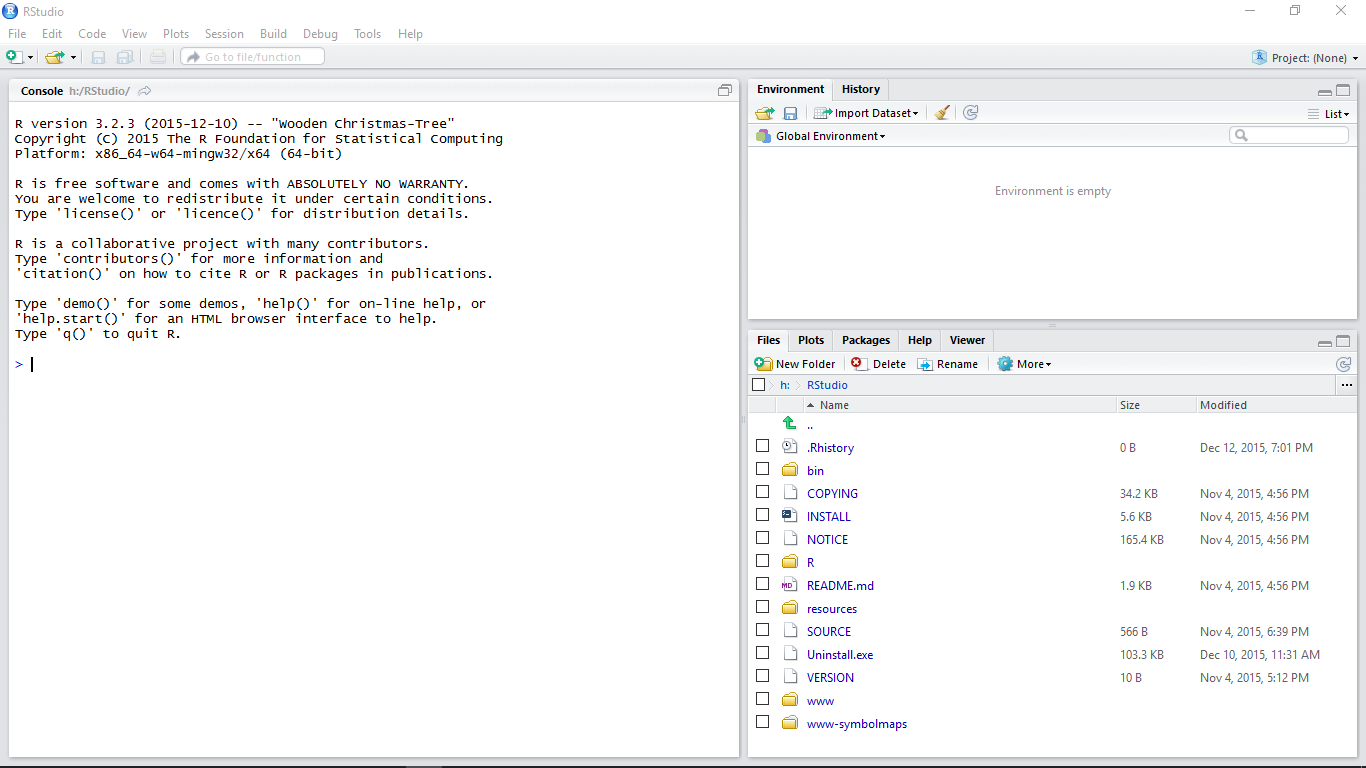 RStudio
File Edit Code View Plots Session Build Debug Tools Help
Go to file/function
Project: (None)
Console h:/RStudio/
R version 3.2.3 (2015-12-10) -- "Wooden Christmas-Tree"
Copyright (C) 2015 The R Foundation for Statistical Computing
Platform: x86_64-w64-mingw32/x64 (64-bit)
R is free software and comes with ABSOLUTELY NO WARRANTY.
You are welcome to redistribute it under certain conditions.
Type 'license()' or 'licence()' for distribution details.
R is a collaborative project with many contributors.
Type 'contributors()' for more information and
'citation()' on how to cite R or R packages in publications.
Type 'demo()' for some demos, 'help()' for on-line help, or
'help.start()' for an HTML browser interface to help.
Type 'q()' to quit R.
>
Environment History
Import Dataset List
Global Environment
Environment is empty
Files Plots Packages Help Viewer
New Folder Delete Rename More
h: RStudio ...
Name Size Modified
..
.Rhistory 0 B Dec 12, 2015, 7:01 PM
bin
COPYING 34.2 KB Nov 4, 2015, 4:56 PM
INSTALL 5.6 KB Nov 4, 2015, 4:56 PM
NOTICE 165.4 KB Nov 4, 2015, 4:56 PM
R
MD README.md 1.9 KB Nov 4, 2015, 4:56 PM
resources
SOURCE 566 B Nov 4, 2015, 6:39 PM
Uninstall.exe 103.3 KB Dec 10, 2015, 11:31 AM
VERSION 10 B Nov 4, 2015, 5:12 PM
www
www-symbolmaps